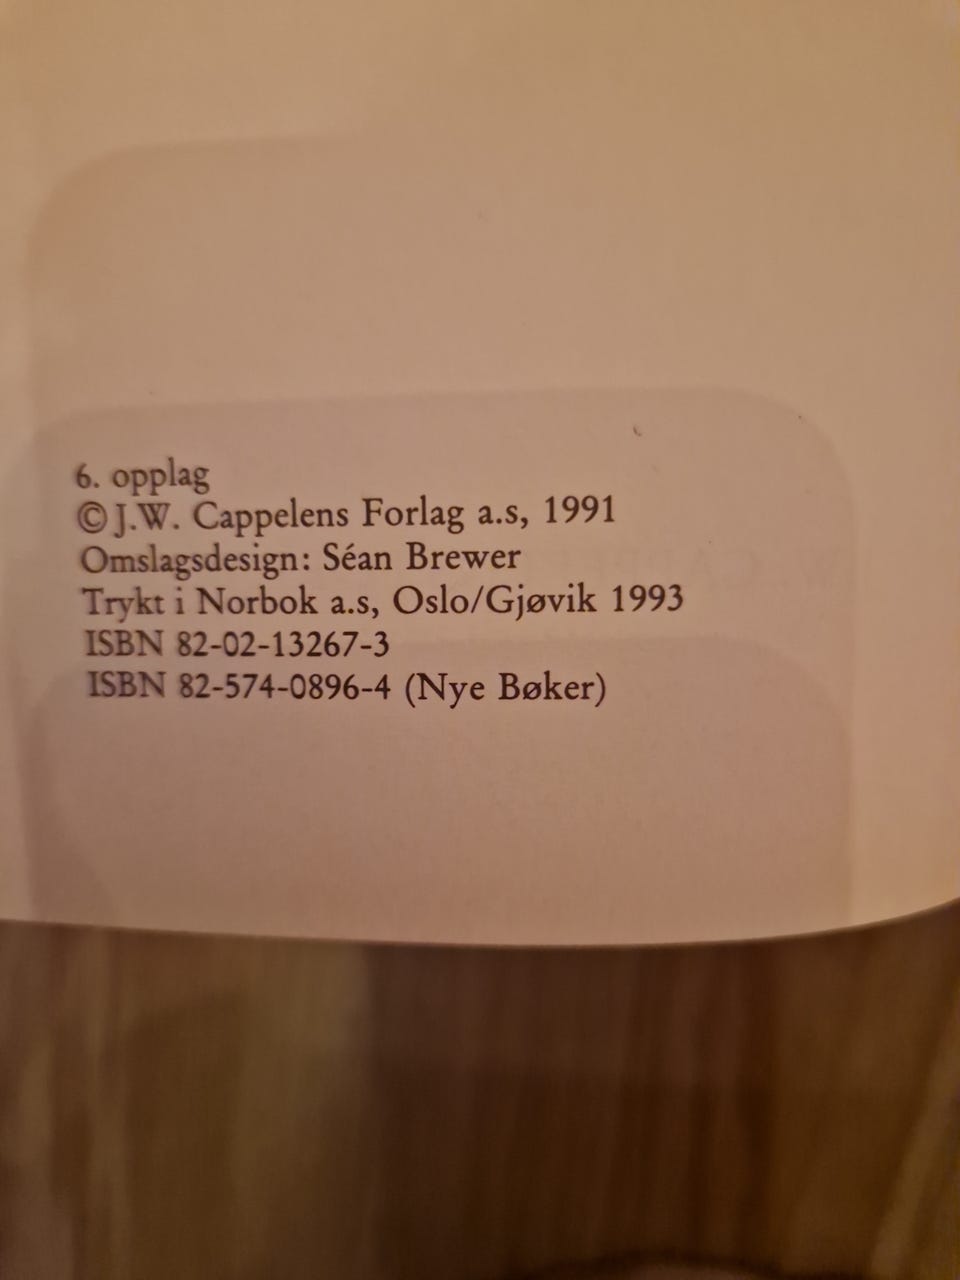 6. opplag
© J.W. Cappelens Forlag a.s, 1991
Omslagsdesign: Séan Brewer
Trykt i Norbok a.s, Oslo/Gjøvik 1993
ISBN 82-02-13267-3
ISBN 82-574-0896-4 (Nye Bøker)